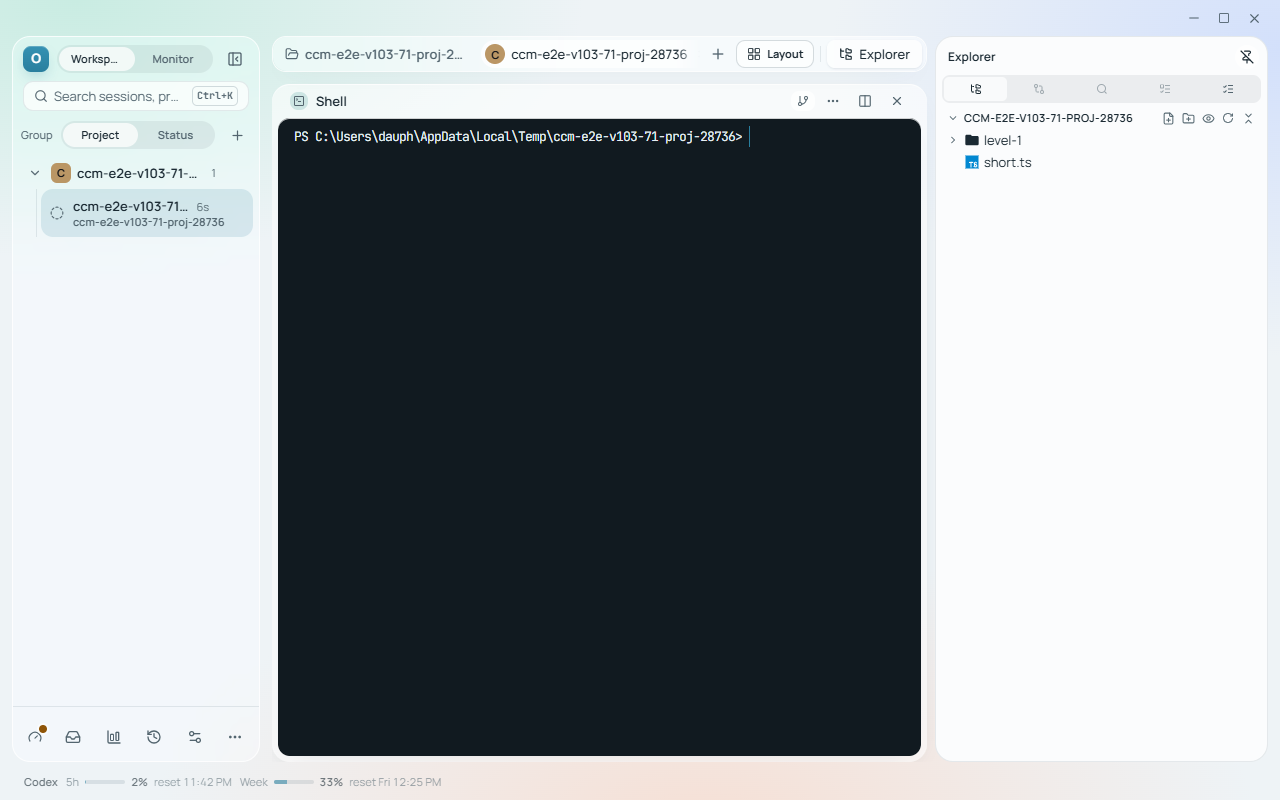 O
Worksp...
Monitor
Search sessions, pr...
Ctrl+K
Group
Project
Status
C
ccm-e2e-v103-71-...
1
ccm-e2e-v103-71...
6s
ccm-e2e-v103-71-proj-28736
ccm-e2e-v103-71-proj-2...
C
ccm-e2e-v103-71-proj-28736
Layout
Explorer
Shell
PS C:\Users\dauph\AppData\Local\Temp\ccm-e2e-v103-71-proj-28736>
Explorer
CCM-E2E-V103-71-PROJ-28736
level-1
TS
short.ts
Codex 5h 2% reset 11:42 PM Week 33% reset Fri 12:25 PM